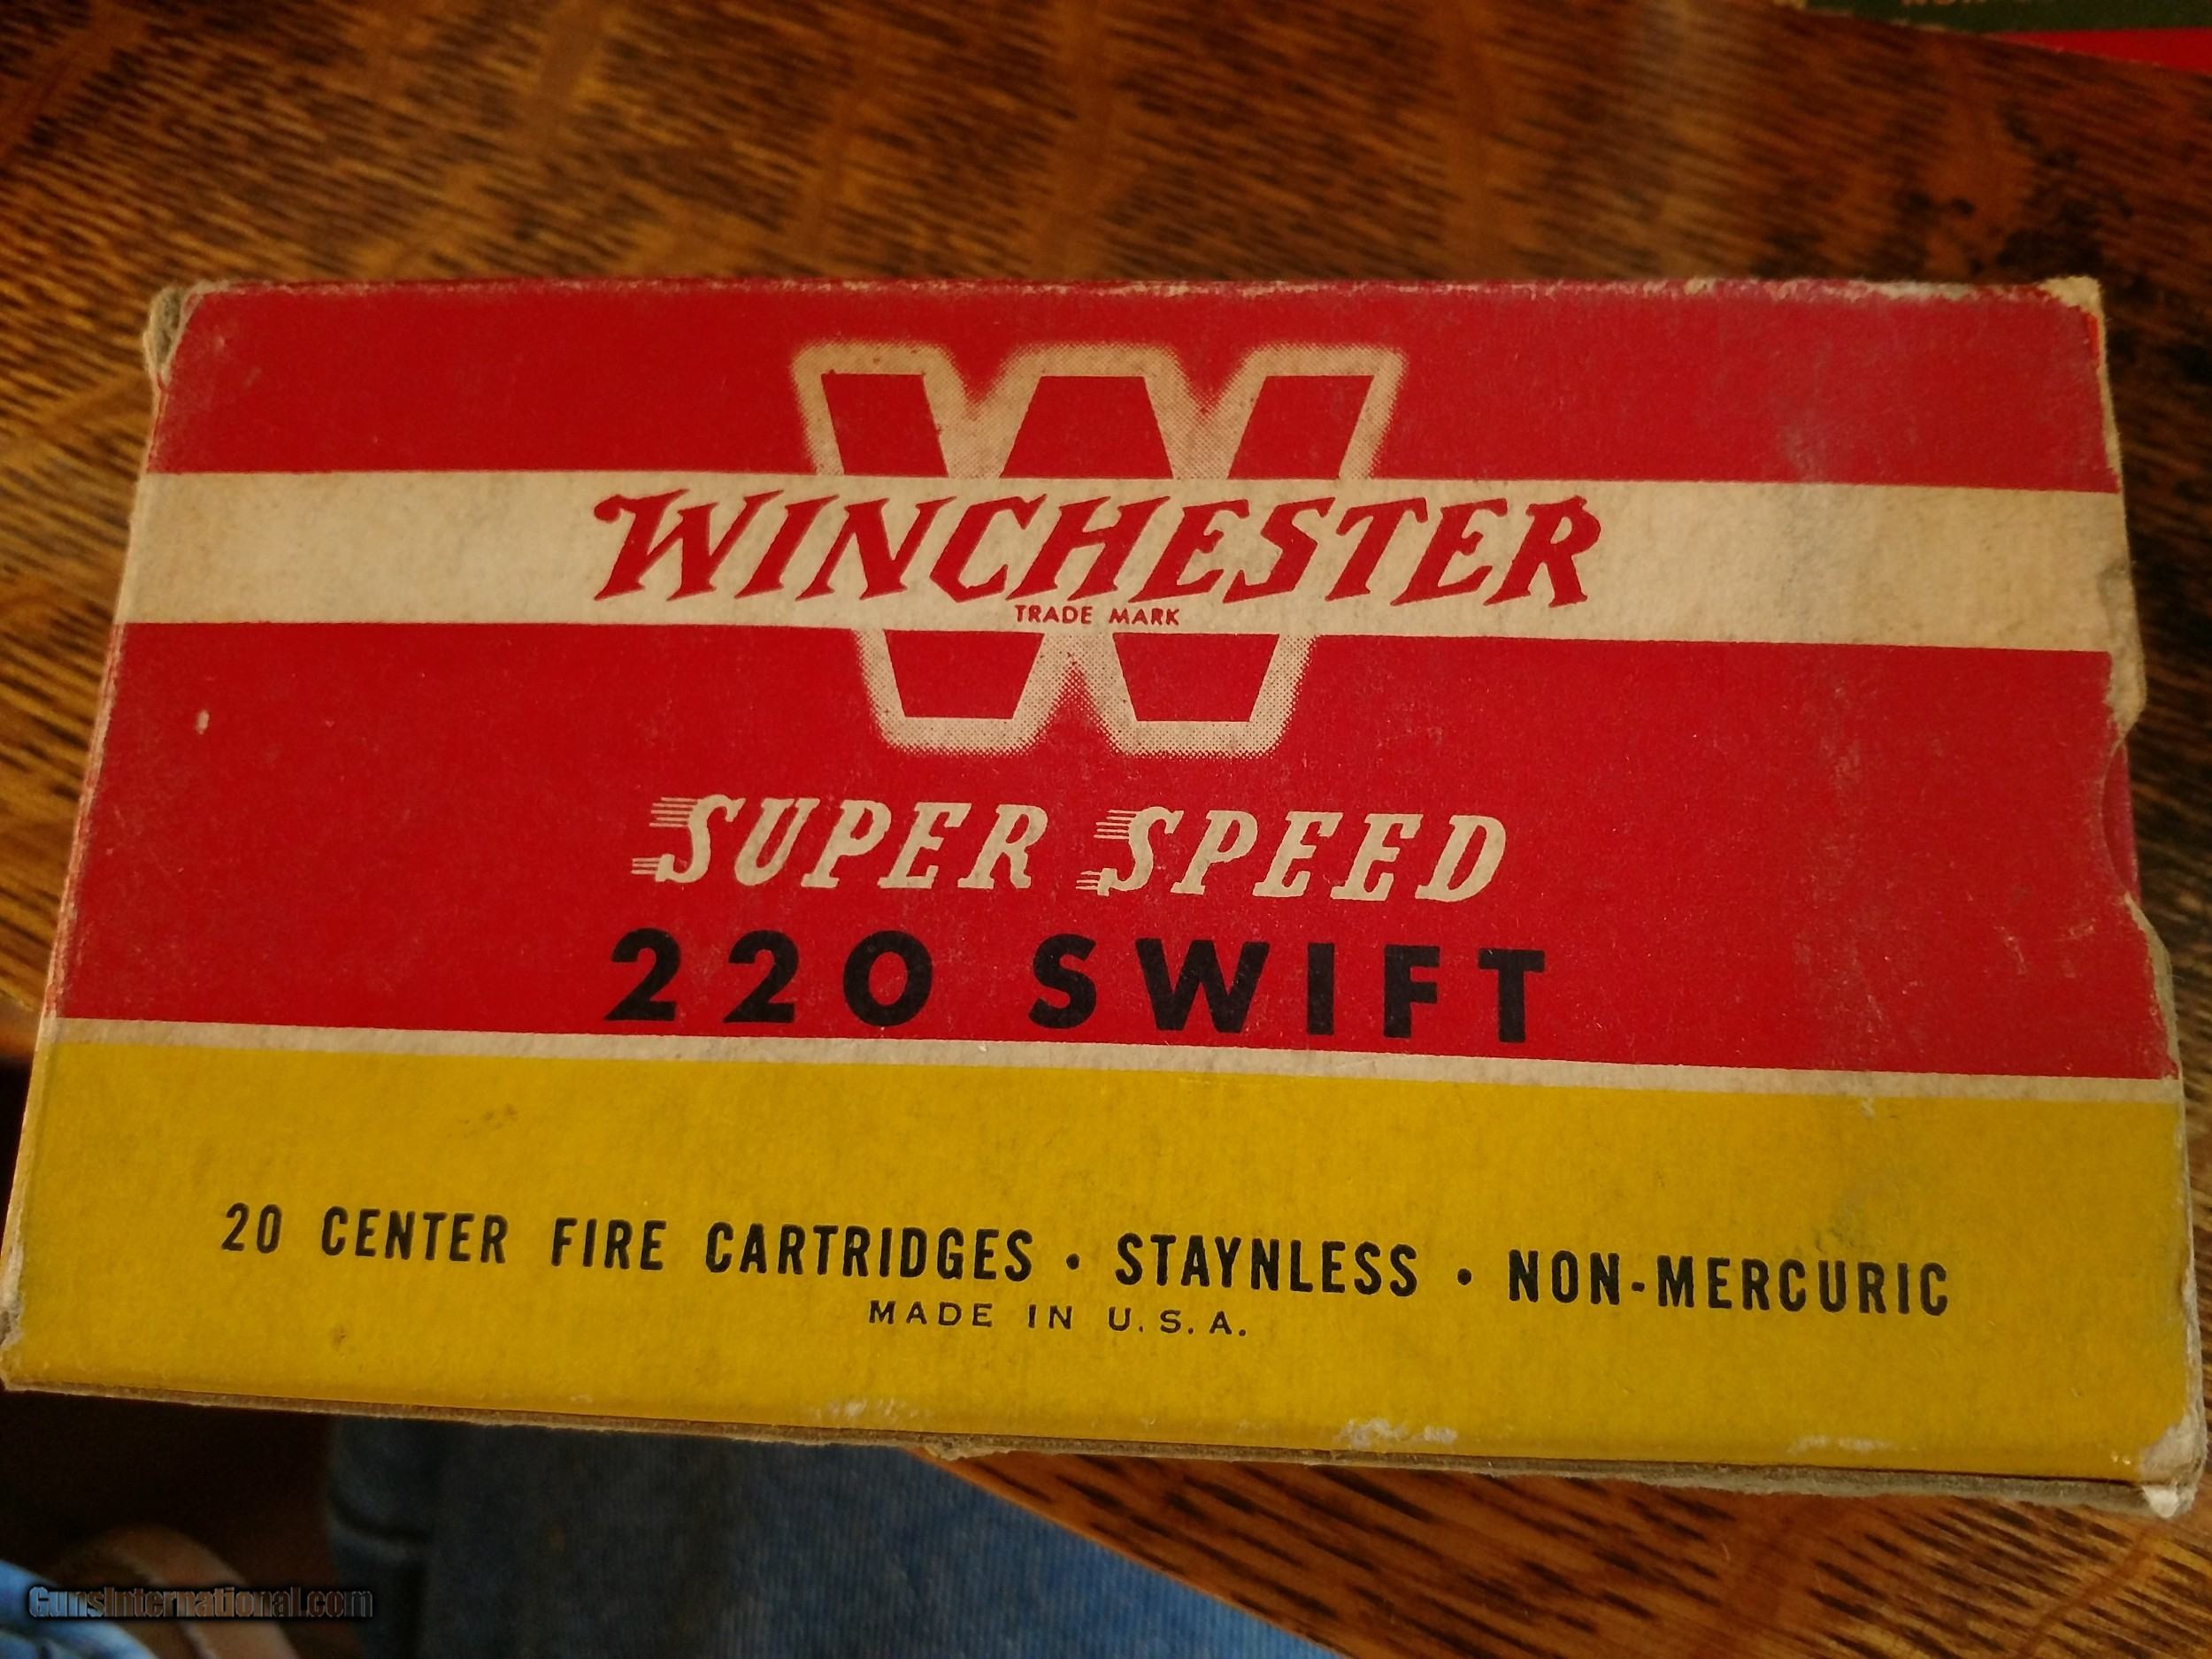 WINCHESTER
TRADE MARK
SUPER SPEED
220 SWIFT
20 CENTER FIRE CARTRIDGES • STAYNLESS • NON-MERCURIC
MADE IN U.S.A.
GunsInternational.com